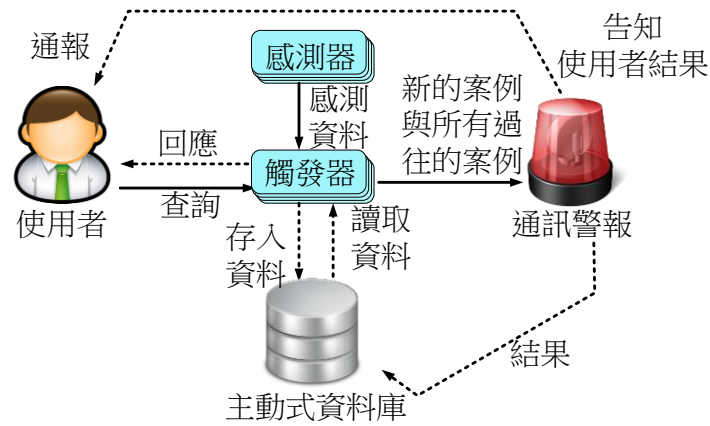 通報
告知
使用者結果
感測器
感測
資料
新的案例
與所有過
往的案例
回應
觸發器
查詢
使用者
通訊警報
存入
資料
讀取
資料
結果
主動式資料庫